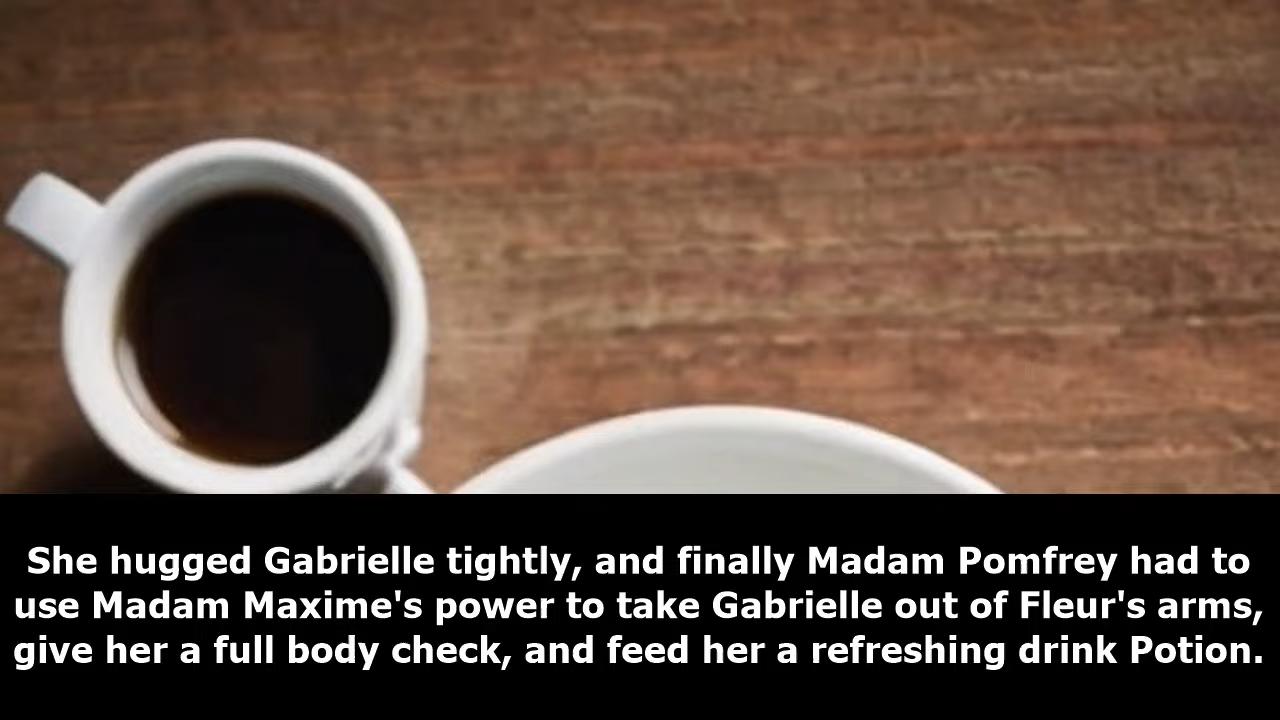 She hugged Gabrielle tightly, and finally Madam Pomfrey had to
use Madam Maxime's power to take Gabrielle out of Fleur's arms,
give her a full body check, and feed her a refreshing drink Potion.